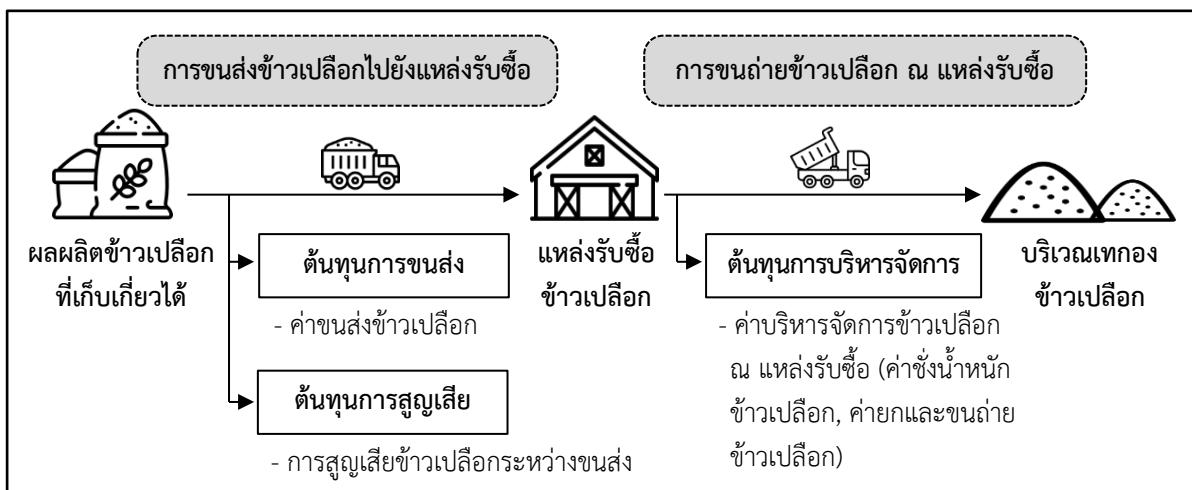 การขนส่งข้าวเปลือกไปยังแหล่งรับซื้อ
การขนถ่ายข้าวเปลือก ณ แหล่งรับซื้อ
ผลผลิตข้าวเปลือก
ที่เก็บเกี่ยวได้
ต้นทุนการขนส่ง
- ค่าขนส่งข้าวเปลือก
ต้นทุนการสูญเสีย
- การสูญเสียข้าวเปลือกระหว่างขนส่ง
แหล่งรับซื้อ
ข้าวเปลือก
ต้นทุนการบริหารจัดการ
- ค่าบริหารจัดการข้าวเปลือก
ณ แหล่งรับซื้อ (ค่าชั่งน้ำหนัก
ข้าวเปลือก, ค่ายกและขนถ่าย
ข้าวเปลือก)
บริเวณเทกอง
ข้าวเปลือก